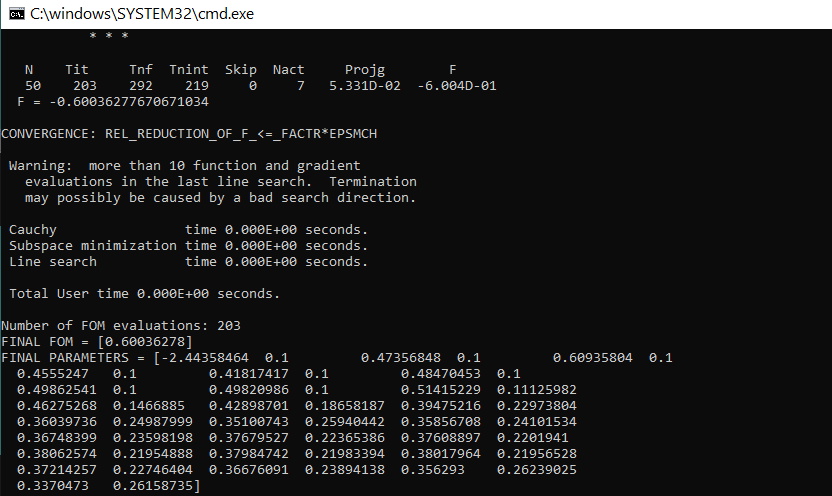 C:\windows\SYSTEM32\cmd.exe
* * *
N    Tit     Tnf  Tnint  Skip  Nact     Projg        F
50    203    292    219     0     7   5.331D-02  -6.004D-01
F = -0.60036277670671034
CONVERGENCE: REL_REDUCTION_OF_F_<=_FACTR*EPSMCH
Warning:  more than 10 function and gradient
evaluations in the last line search.  Termination
may possibly be caused by a bad search direction.
Cauchy                time 0.000E+00 seconds.
Subspace minimization time 0.000E+00 seconds.
Line search           time 0.000E+00 seconds.
Total User time 0.000E+00 seconds.
Number of FOM evaluations: 203
FINAL FOM = [0.60036278]
FINAL PARAMETERS = [-2.44358464  0.1         0.47356848  0.1         0.60935804  0.1
0.4555247   0.1         0.41817417  0.1         0.48470453  0.1
0.49862541  0.1         0.49820986  0.1         0.51415229  0.11125982
0.46275268  0.1466885   0.42898701  0.18658187  0.39475216  0.22973804
0.36039736  0.24987999  0.35100743  0.25940442  0.35856708  0.24101534
0.36748399  0.23598198  0.37679527  0.22365386  0.37608897  0.2201941
0.38062574  0.21954888  0.37984742  0.21983394  0.38017964  0.21956528
0.37214257  0.22746404  0.36676091  0.23894138  0.356293    0.26239025
0.3370473   0.26158735]